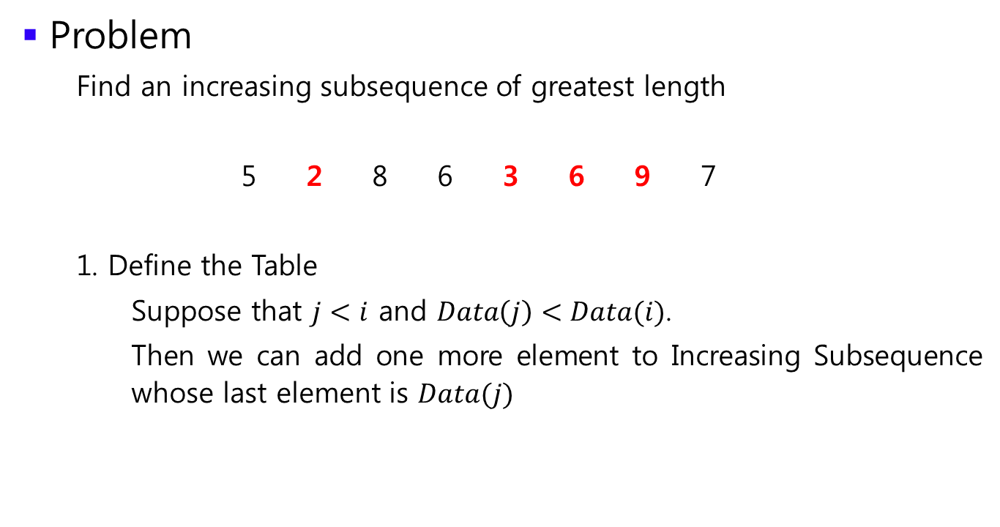 ▪ Problem
Find an increasing subsequence of greatest length
5 2 8 6 3 6 9 7
1. Define the Table
Suppose that 𝑗 < 𝑖 and 𝐷𝑎𝑡𝑎(𝑗) < 𝐷𝑎𝑡𝑎(𝑖).
Then we can add one more element to Increasing Subsequence
whose last element is 𝐷𝑎𝑡𝑎(𝑗)